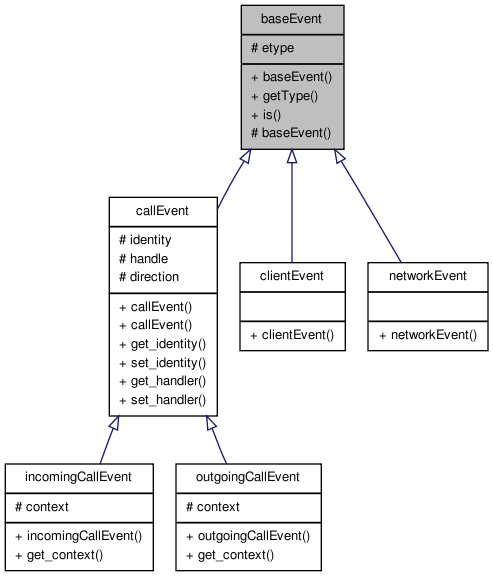 baseEvent
# etype
+ baseEvent()
+ getType()
+ is()
# baseEvent()
callEvent
# identity
# handle
# direction
+ callEvent()
+ callEvent()
+ get_identity()
+ set_identity()
+ get_handler()
+ set_handler()
clientEvent
+ clientEvent()
networkEvent
+ networkEvent()
incomingCallEvent
# context
+ incomingCallEvent()
+ get_context()
outgoingCallEvent
# context
+ outgoingCallEvent()
+ get_context()